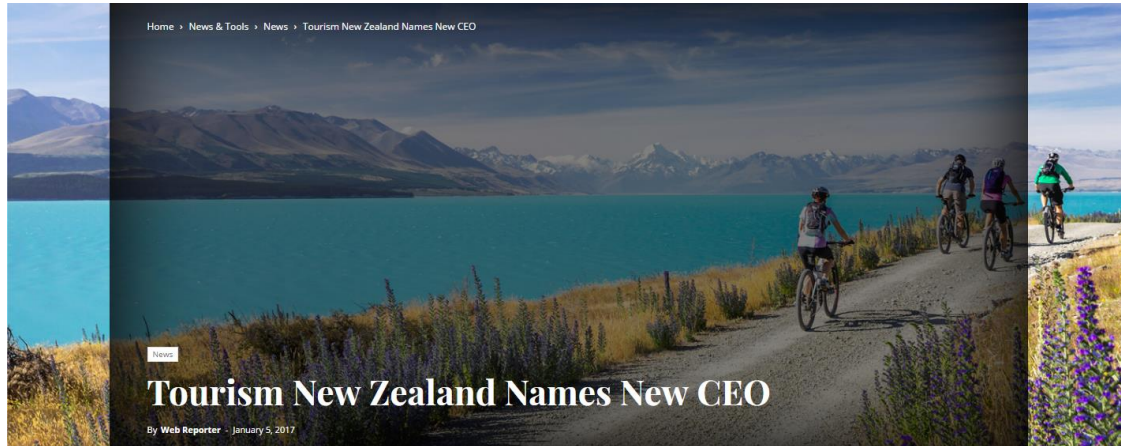 Home › News & Tools › News › Tourism New Zealand Names New CEO
News
Tourism New Zealand Names New CEO
By Web Reporter - January 5, 2017